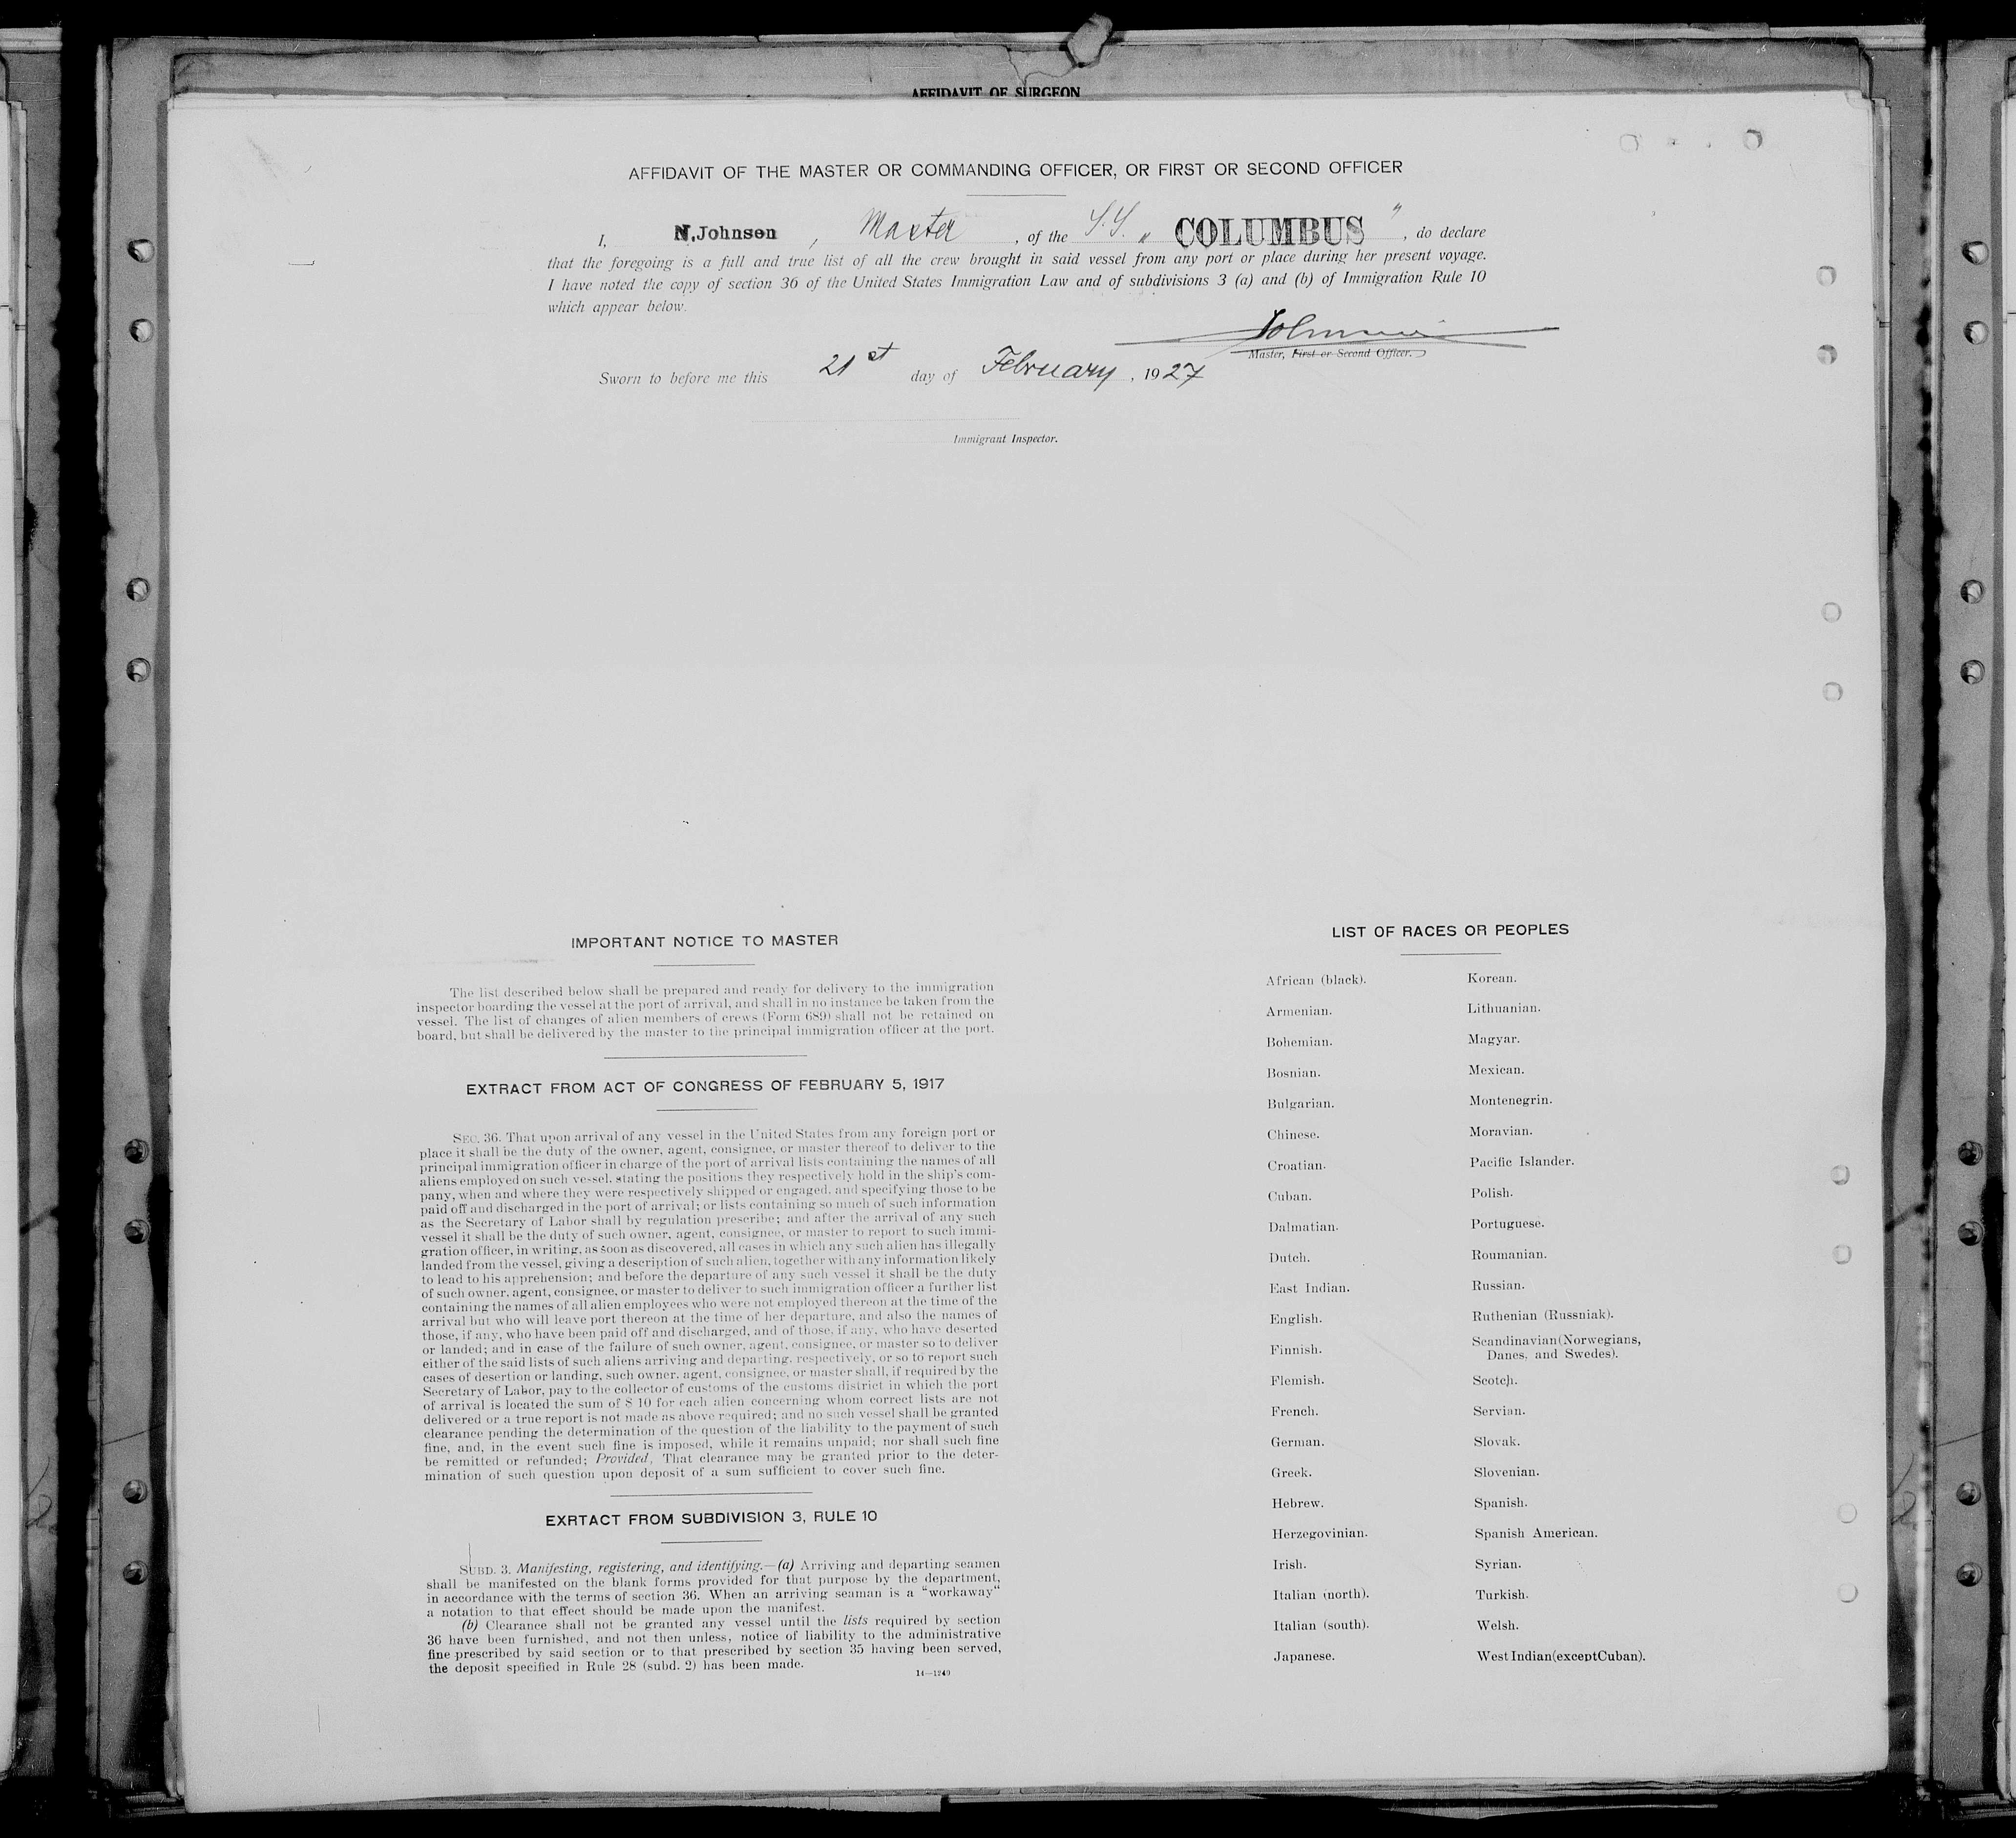 AFFIDAVIT OF SURGEON
AFFIDAVIT OF THE MASTER OR COMMANDING OFFICER, OR FIRST OR SECOND OFFICER
I, N. Johnsen, Master, of the S.S. „ COLUMBUS ", do declare
that the foregoing is a full and true list of all the crew brought in said vessel from any port or place during her present voyage.
I have noted the copy of section 36 of the United States Immigration Law and of subdivisions 3 (a) and (b) of Immigration Rule 10
which appear below.
Johnsen
Master, First or Second Officer.
Sworn to before me this 21st day of February, 1927
Immigrant Inspector.
IMPORTANT NOTICE TO MASTER
The list described below shall be prepared and ready for delivery to the immigration
inspector boarding the vessel at the port of arrival, and shall in no instance be taken from the
vessel. The list of changes of alien members of crews (Form 689) shall not be retained on
board, but shall be delivered by the master to the principal immigration officer at the port.
EXTRACT FROM ACT OF CONGRESS OF FEBRUARY 5, 1917
SEC. 36. That upon arrival of any vessel in the United States from any foreign port or
place it shall be the duty of the owner, agent, consignee, or master thereof to deliver to the
principal immigration officer in charge of the port of arrival lists containing the names of all
aliens employed on such vessel, stating the positions they respectively hold in the ship's com-
pany, when and where they were respectively shipped or engaged, and specifying those to be
paid off and discharged in the port of arrival; or lists containing so much of such information
as the Secretary of Labor shall by regulation prescribe; and after the arrival of any such
vessel it shall be the duty of such owner, agent, consignee, or master to report to such immi-
gration officer, in writing, as soon as discovered, all cases in which any such alien has illegally
landed from the vessel, giving a description of such alien, together with any information likely
to lead to his apprehension; and before the departure of any such vessel it shall be the duty
of such owner, agent, consignee, or master to deliver to such immigration officer a further list
containing the names of all alien employees who were not employed thereon at the time of the
arrival but who will leave port thereon at the time of her departure, and also the names of
those, if any, who have been paid off and discharged, and of those, if any, who have deserted
or landed; and in case of the failure of such owner, agent, consignee, or master so to deliver
either of the said lists of such aliens arriving and departing, respectively, or so to report such
cases of desertion or landing, such owner, agent, consignee, or master shall, if required by the
Secretary of Labor, pay to the collector of customs of the customs district in which the port
of arrival is located the sum of $ 10 for each alien concerning whom correct lists are not
delivered or a true report is not made as above required; and no such vessel shall be granted
clearance pending the determination of the question of the liability to the payment of such
fine, and, in the event such fine is imposed, while it remains unpaid; nor shall such fine
be remitted or refunded; Provided, That clearance may be granted prior to the deter-
mination of such question upon deposit of a sum sufficient to cover such fine.
EXRTACT FROM SUBDIVISION 3, RULE 10
SUBD. 3. Manifesting, registering, and identifying.—(a) Arriving and departing seamen
shall be manifested on the blank forms provided for that purpose by the department,
in accordance with the terms of section 36. When an arriving seaman is a "workaway"
a notation to that effect should be made upon the manifest.
(b) Clearance shall not be granted any vessel until the lists required by section
36 have been furnished, and not then unless, notice of liability to the administrative
fine prescribed by said section or to that prescribed by section 35 having been served,
the deposit specified in Rule 28 (subd. 2) has been made.
14—1240
LIST OF RACES OR PEOPLES
African (black).
Armenian.
Bohemian.
Bosnian.
Bulgarian.
Chinese.
Croatian.
Cuban.
Dalmatian.
Dutch.
East Indian.
English.
Finnish.
Flemish.
French.
German.
Greek.
Hebrew.
Herzegovinian.
Irish.
Italian (north).
Italian (south).
Japanese.
Korean.
Lithuanian.
Magyar.
Mexican.
Montenegrin.
Moravian.
Pacific Islander.
Polish.
Portuguese.
Roumanian.
Russian.
Ruthenian (Russniak).
Scandinavian (Norwegians,
Danes, and Swedes).
Scotch.
Servian.
Slovak.
Slovenian.
Spanish.
Spanish American.
Syrian.
Turkish.
Welsh.
West Indian (except Cuban).